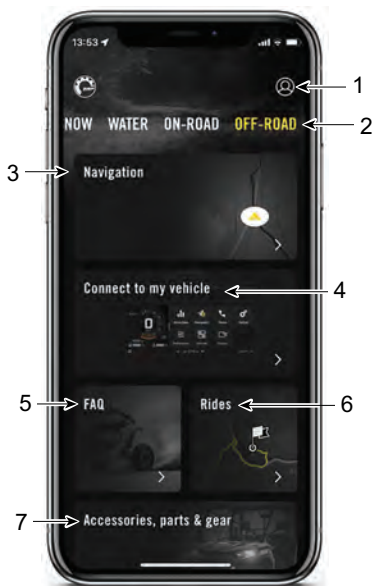 13:53
1
NOW WATER ON-ROAD OFF-ROAD
2
3
Navigation
Connect to my vehicle
4
0
5
FAQ
Rides
6
7
Accessories, parts & gear